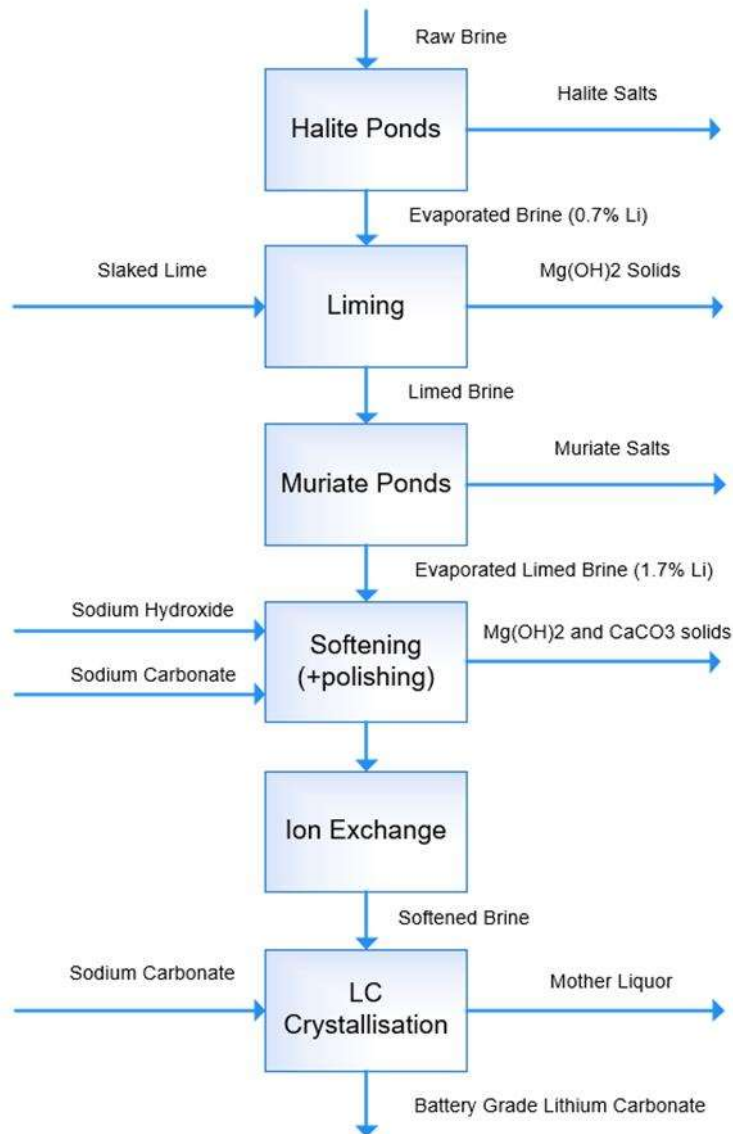 Raw Brine
Halite Ponds
Halite Salts
Evaporated Brine (0.7% Li)
Slaked Lime
Liming
Mg(OH)2 Solids
Limed Brine
Muriate Ponds
Muriate Salts
Evaporated Limed Brine (1.7% Li)
Sodium Hydroxide
Sodium Carbonate
Softening
(+polishing)
Mg(OH)2 and CaCO3 solids
Ion Exchange
Softened Brine
Sodium Carbonate
LC
Crystallisation
Mother Liquor
Battery Grade Lithium Carbonate